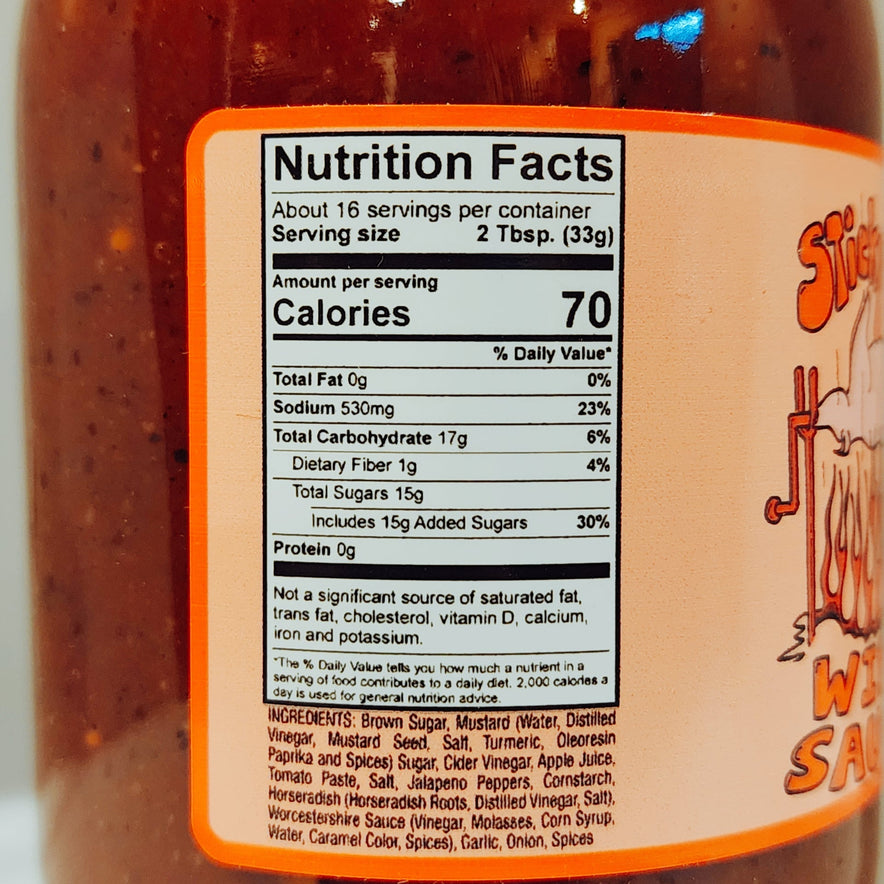 Nutrition Facts
About 16 servings per container
Serving size 2 Tbsp. (33g)
Amount per serving
Calories 70
% Daily Value*
Total Fat 0g 0%
Sodium 530mg 23%
Total Carbohydrate 17g 6%
Dietary Fiber 1g 4%
Total Sugars 15g
Includes 15g Added Sugars 30%
Protein 0g
Not a significant source of saturated fat,
trans fat, cholesterol, vitamin D, calcium,
iron and potassium.
*The % Daily Value tells you how much a nutrient in a
serving of food contributes to a daily diet. 2,000 calories a
day is used for general nutrition advice.
INGREDIENTS: Brown Sugar, Mustard (Water, Distilled
Vinegar, Mustard Seed, Salt, Turmeric, Oleoresin
Paprika and Spices) Sugar, Cider Vinegar, Apple Juice,
Tomato Paste, Salt, Jalapeno Peppers, Cornstarch,
Horseradish (Horseradish Roots, Distilled Vinegar, Salt),
Worcestershire Sauce (Vinegar, Molasses, Corn Syrup,
Water, Caramel Color, Spices), Garlic, Onion, Spices